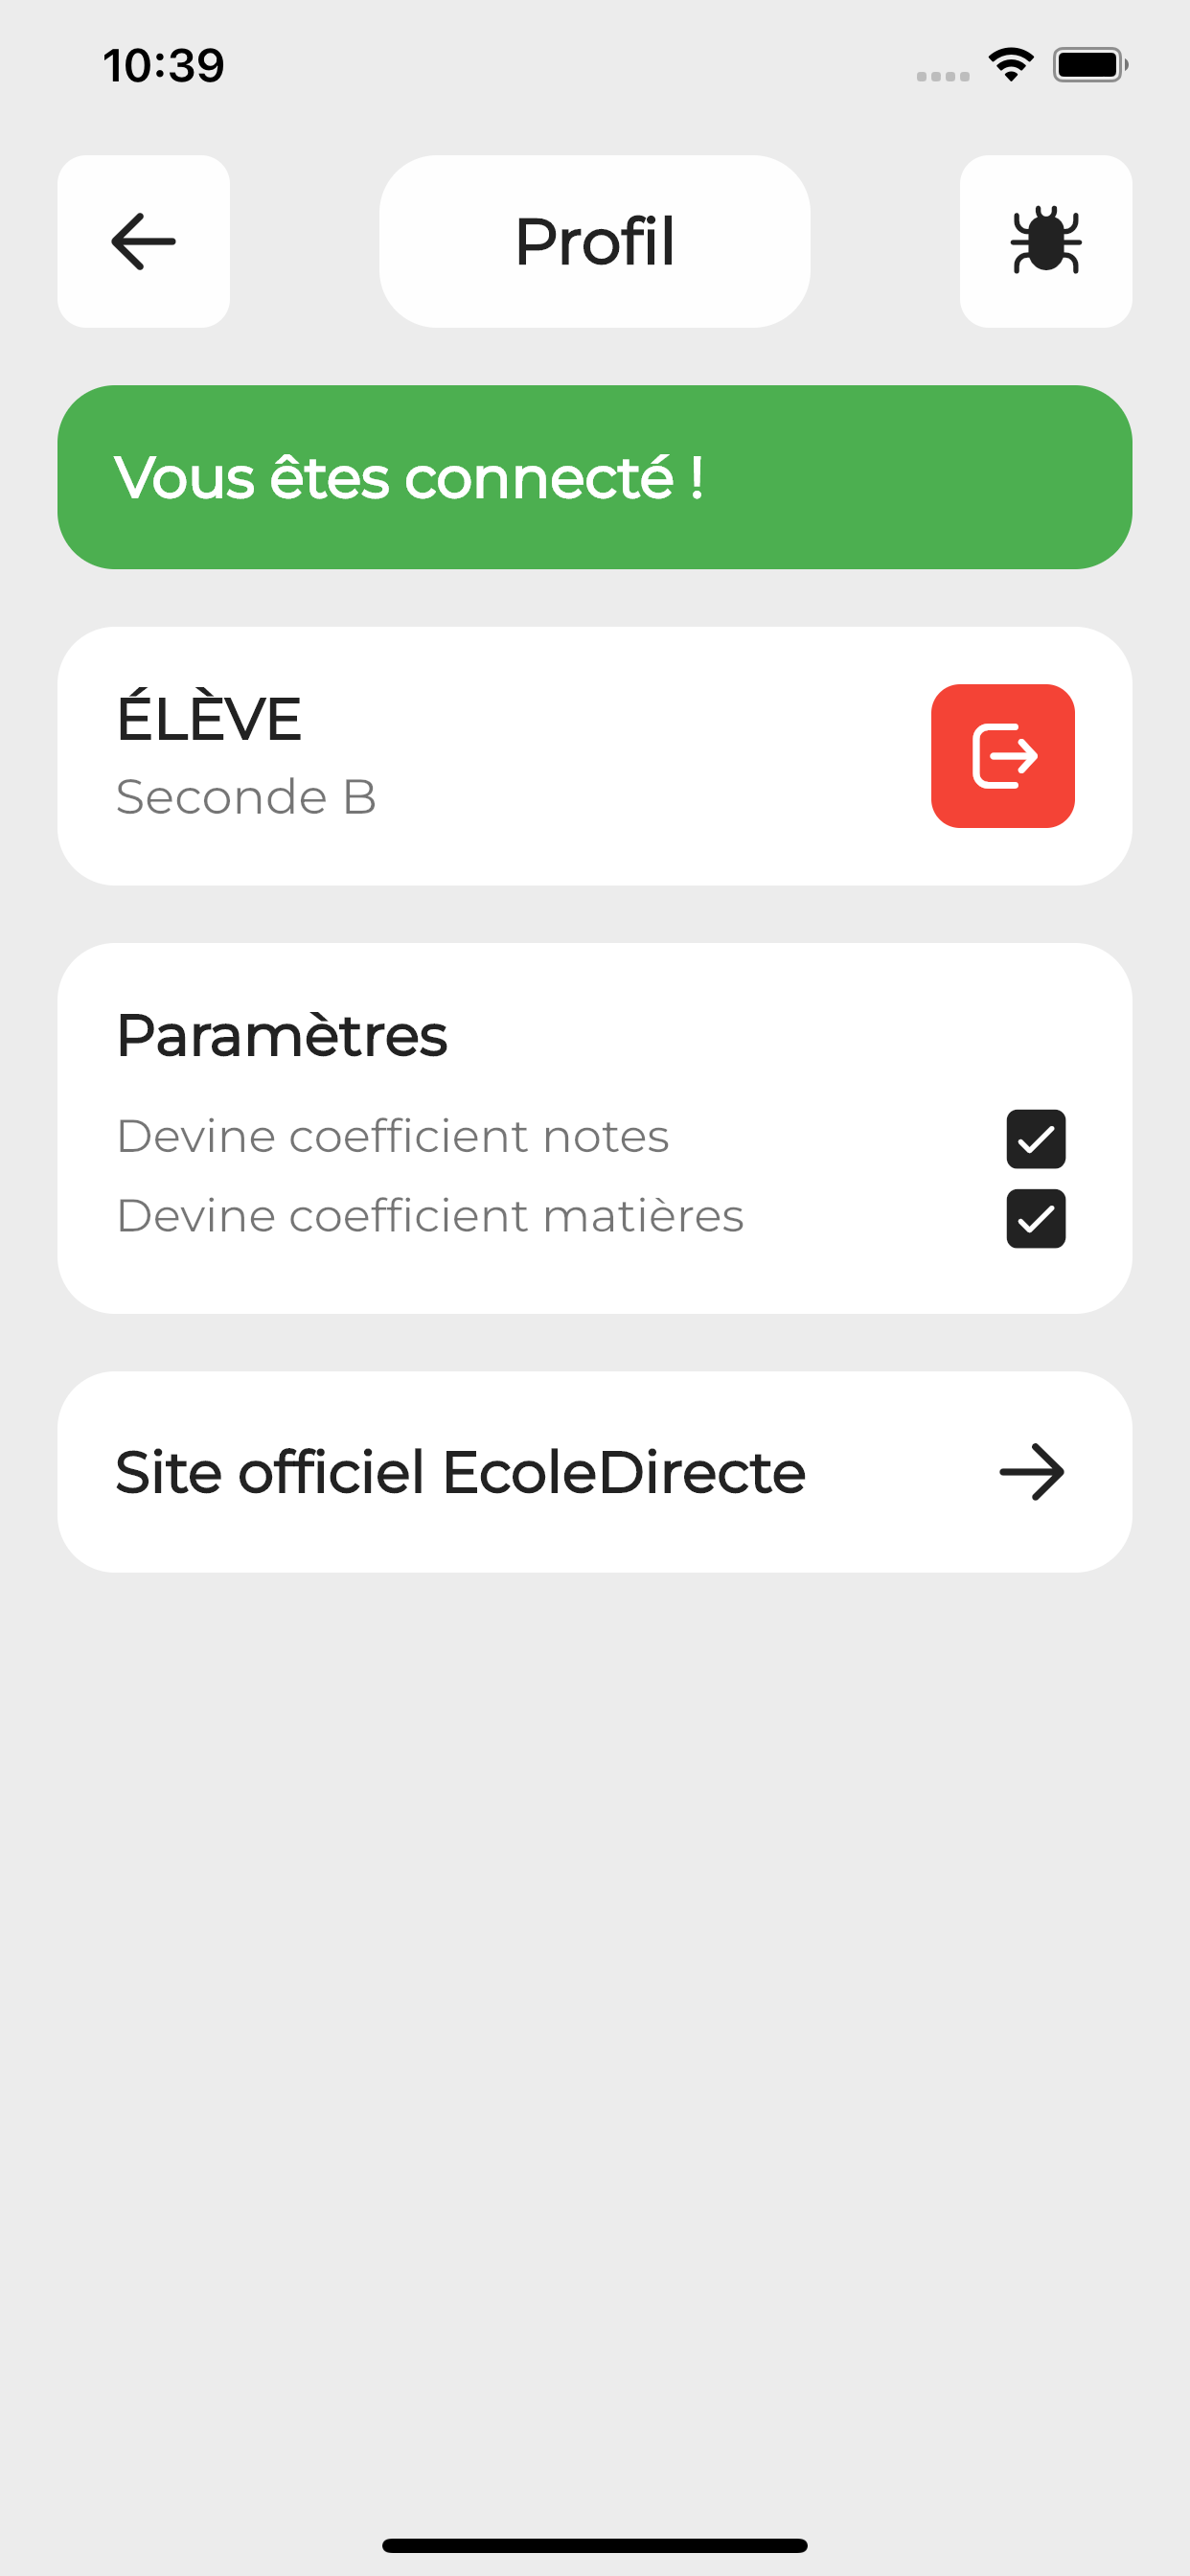 10:39
Profil
Vous êtes connecté !
ÉLÈVE
Seconde B
Paramètres
Devine coefficient notes
Devine coefficient matières
Site officiel EcoleDirecte